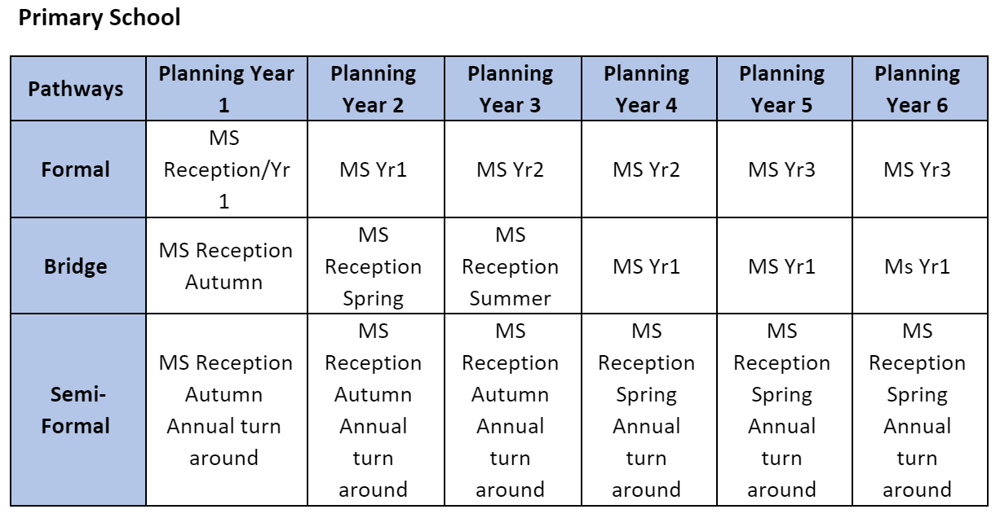 Primary School
Pathways
Planning Year
1
Planning
Year 2
Planning
Year 3
Planning
Year 4
Planning
Year 5
Planning
Year 6
Formal
MS
Reception/Yr
1
MS Yr1
MS Yr2
MS Yr2
MS Yr3
MS Yr3
Bridge
MS Reception
Autumn
MS
Reception
Spring
MS
Reception
Summer
MS Yr1
MS Yr1
Ms Yr1
Semi-
Formal
MS Reception
Autumn
Annual turn
around
MS
Reception
Autumn
Annual
turn
around
MS
Reception
Autumn
Annual
turn
around
MS
Reception
Spring
Annual
turn
around
MS
Reception
Spring
Annual
turn
around
MS
Reception
Spring
Annual
turn
around